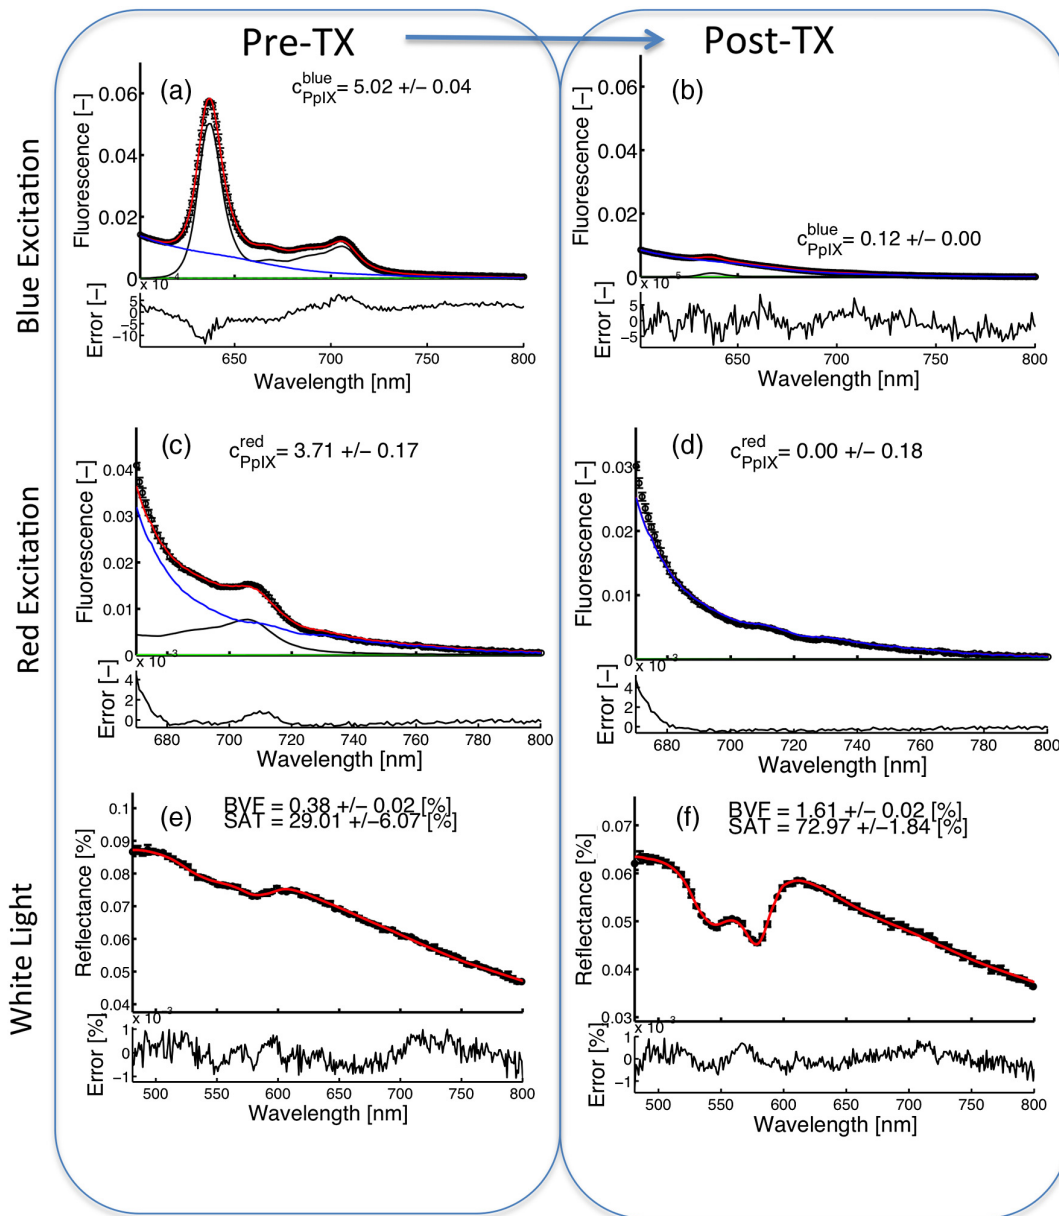 Pre-TX
Post-TX
Blue Excitation
(a)
c_PpIX^blue = 5.02 +/− 0.04
Fluorescence [−]
0.06
0.04
0.02
0
Error [−]
5
0
−5
−10
650
700
750
800
Wavelength [nm]
(b)
c_PpIX^blue = 0.12 +/− 0.00
Fluorescence [−]
0.06
0.04
0.02
0
Error [−]
5
0
−5
650
700
750
800
Wavelength [nm]
Red Excitation
(c)
c_PpIX^red = 3.71 +/− 0.17
Fluorescence [−]
0.04
0.03
0.02
0.01
0
Error [−]
4
2
0
680
700
720
740
760
780
800
Wavelength [nm]
(d)
c_PpIX^red = 0.00 +/− 0.18
Fluorescence [−]
0.03
0.02
0.01
0
Error [−]
4
2
0
680
700
720
740
760
780
800
Wavelength [nm]
White Light
(e)
BVF = 0.38 +/− 0.02 [%]
SAT = 29.01 +/−6.07 [%]
Reflectance [%]
0.1
0.09
0.08
0.07
0.06
0.05
0.04
Error [%]
1
0
−1
500
550
600
650
700
750
800
Wavelength [nm]
(f)
BVF = 1.61 +/− 0.02 [%]
SAT = 72.97 +/−1.84 [%]
Reflectance [%]
0.07
0.06
0.05
0.04
0.03
Error [%]
1
0
−1
500
550
600
650
700
750
800
Wavelength [nm]